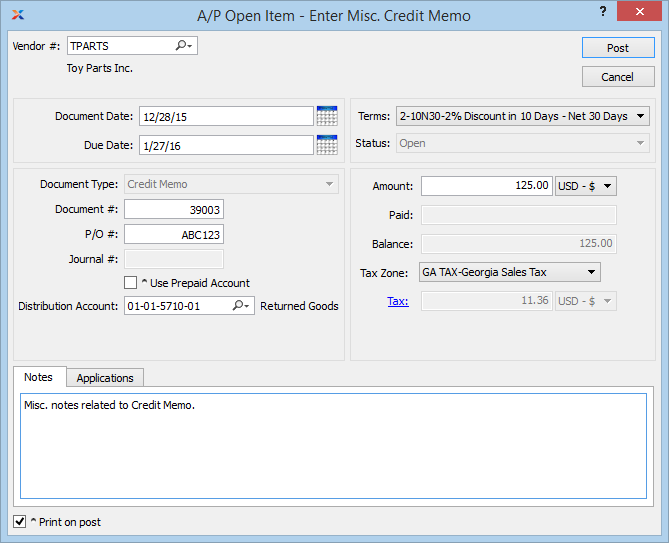 A/P Open Item - Enter Misc. Credit Memo
?
Vendor #: TPARTS
Post
Toy Parts Inc.
Cancel
Document Date: 12/28/15
Terms: 2-10N30-2% Discount in 10 Days - Net 30 Days
Due Date: 1/27/16
Status: Open
Document Type: Credit Memo
Amount: 125.00 USD - $
Document #: 39003
Paid:
P/O #: ABC123
Balance: 125.00
Journal #:
Tax Zone: GA TAX-Georgia Sales Tax
^ Use Prepaid Account
Distribution Account: 01-01-5710-01 Returned Goods
Tax: 11.36 USD - $
Notes Applications
Misc. notes related to Credit Memo.
^ Print on post